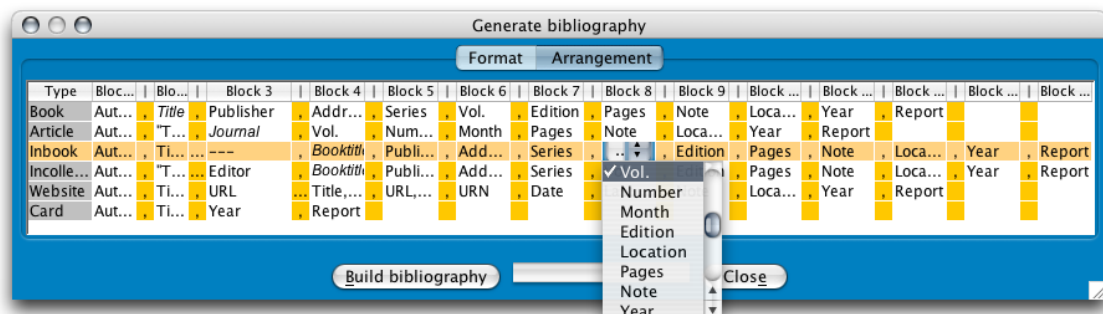 Generate bibliography
Format Arrangement
Type Bloc... | Blo... | Block 3 | Block 4 | Block 5 | Block 6 | Block 7 | Block 8 | Block 9 | Block ... | Block ... | Block ... | Block ... | Block ...
Book Aut... , Title , Publisher , Addr... , Series , Vol. , Edition , Pages , Note , Loca... , Year , Report
Article Aut... , "T... , Journal , Vol. , Num... , Month , Pages , Note , Loca... , Year , Report
Inbook Aut... , Ti... ... --- , Booktitl , Publi... , Add... , Series , .. , Edition , Pages , Note , Loca... , Year , Report
Incolle... Aut... , "T... ... Editor , Booktitl , Publi... , Add... , Series , , Pages , Note , Loca... , Year , Report
Website Aut... , Ti... , URL ... Title,... , URL,... , URN , Date , , Loca... , Year , Report
Card Aut... , Ti... , Year , Report
✓ Vol.
Number
Month
Edition
Location
Pages
Note
Year
Build bibliography
Close